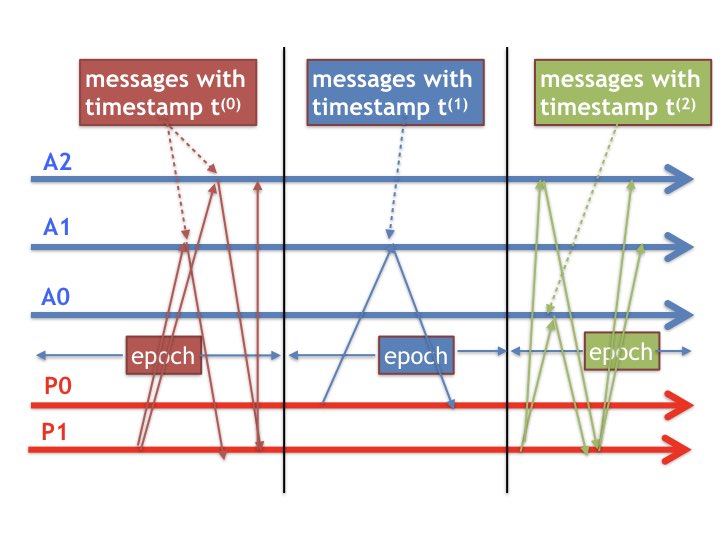 messages with
timestamp t⁽⁰⁾
messages with
timestamp t⁽¹⁾
messages with
timestamp t⁽²⁾
A2
A1
A0
epoch
epoch
epoch
P0
P1